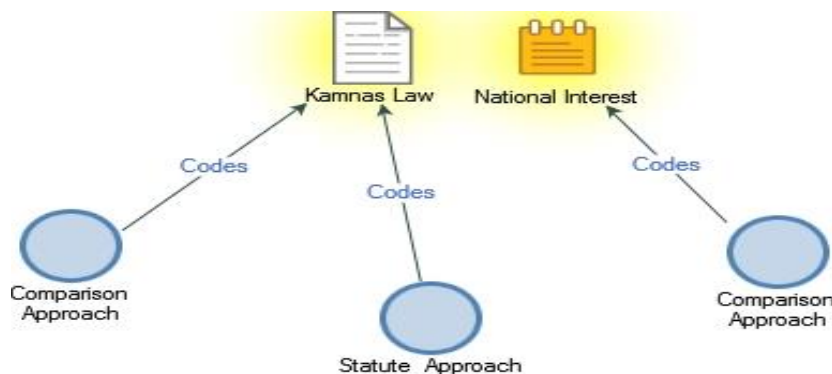 Kamnas Law
National Interest
Codes
Codes
Codes
Comparison
Approach
Statute Approach
Comparison
Approach